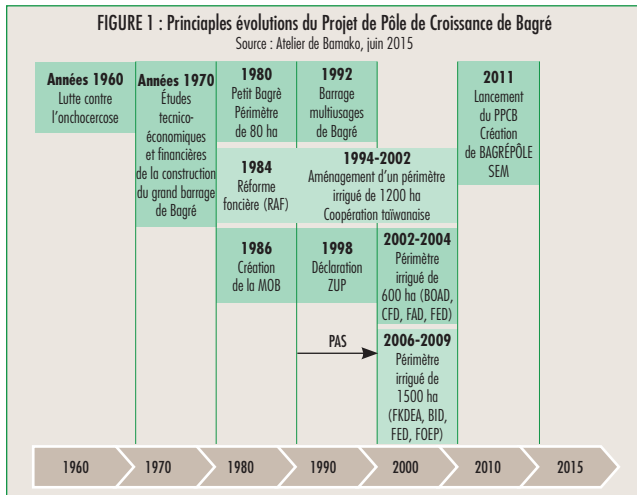 FIGURE 1 : Princiaples évolutions du Projet de Pôle de Croissance de Bagré
Source : Atelier de Bamako, juin 2015
Années 1960
Lutte contre
l'onchocercose
Années 1970
Études
tecnico-
économiques
et financières
de la construction
du grand barrage
de Bagré
1980
Petit Bagrè
Périmètre
de 80 ha
1992
Barrage
multiusages
de Bagré
2011
Lancement
du PPCB
Création
de BAGRÉPÔLE
SEM
1984
Réforme
foncière (RAF)
1994-2002
Aménagement d'un périmètre
irrigué de 1200 ha
Coopération taïwanaise
1986
Création
de la MOB
1998
Déclaration
ZUP
2002-2004
Périmètre
irrigué de
600 ha (BOAD,
CFD, FAD, FED)
PAS
2006-2009
Périmètre
irrigué de
1500 ha
(FKDEA, BID,
FED, FOEP)
1960
1970
1980
1990
2000
2010
2015